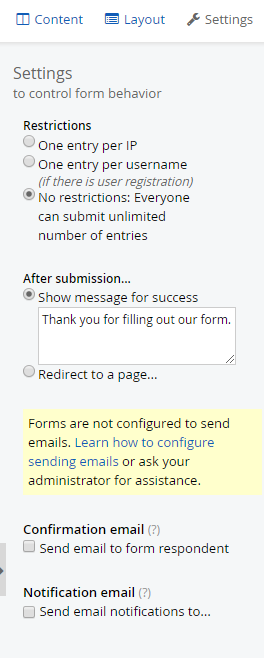 Content Layout Settings
Settings
to control form behavior
Restrictions
One entry per IP
One entry per username
(if there is user registration)
No restrictions: Everyone
can submit unlimited
number of entries
After submission...
Show message for success
Thank you for filling out our form.
Redirect to a page...
Forms are not configured to send
emails. Learn how to configure
sending emails or ask your
administrator for assistance.
Confirmation email (?)
Send email to form respondent
Notification email (?)
Send email notifications to...